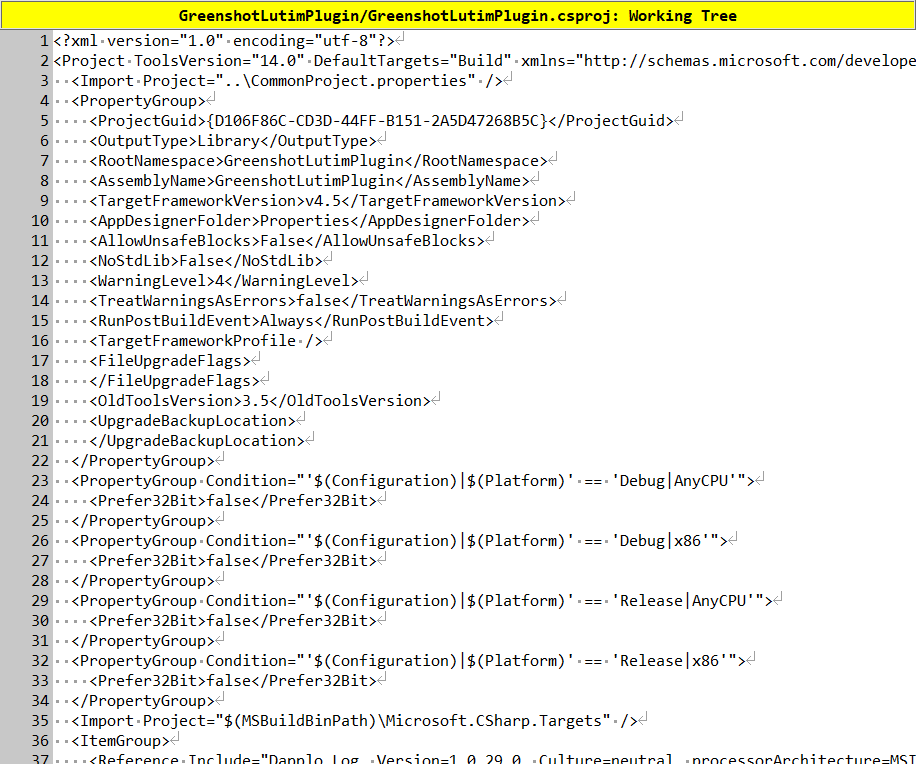 GreenshotLutimPlugin/GreenshotLutimPlugin.csproj: Working Tree
1 <?xml version="1.0" encoding="utf-8"?>
2 <Project ToolsVersion="14.0" DefaultTargets="Build" xmlns="http://schemas.microsoft.com/develope
3   <Import Project="..\CommonProject.properties" />
4   <PropertyGroup>
5     <ProjectGuid>{D106F86C-CD3D-44FF-B151-2A5D47268B5C}</ProjectGuid>
6     <OutputType>Library</OutputType>
7     <RootNamespace>GreenshotLutimPlugin</RootNamespace>
8     <AssemblyName>GreenshotLutimPlugin</AssemblyName>
9     <TargetFrameworkVersion>v4.5</TargetFrameworkVersion>
10     <AppDesignerFolder>Properties</AppDesignerFolder>
11     <AllowUnsafeBlocks>False</AllowUnsafeBlocks>
12     <NoStdLib>False</NoStdLib>
13     <WarningLevel>4</WarningLevel>
14     <TreatWarningsAsErrors>false</TreatWarningsAsErrors>
15     <RunPostBuildEvent>Always</RunPostBuildEvent>
16     <TargetFrameworkProfile />
17     <FileUpgradeFlags>
18     </FileUpgradeFlags>
19     <OldToolsVersion>3.5</OldToolsVersion>
20     <UpgradeBackupLocation>
21     </UpgradeBackupLocation>
22   </PropertyGroup>
23   <PropertyGroup Condition="'$(Configuration)|$(Platform)' == 'Debug|AnyCPU'">
24     <Prefer32Bit>false</Prefer32Bit>
25   </PropertyGroup>
26   <PropertyGroup Condition="'$(Configuration)|$(Platform)' == 'Debug|x86'">
27     <Prefer32Bit>false</Prefer32Bit>
28   </PropertyGroup>
29   <PropertyGroup Condition="'$(Configuration)|$(Platform)' == 'Release|AnyCPU'">
30     <Prefer32Bit>false</Prefer32Bit>
31   </PropertyGroup>
32   <PropertyGroup Condition="'$(Configuration)|$(Platform)' == 'Release|x86'">
33     <Prefer32Bit>false</Prefer32Bit>
34   </PropertyGroup>
35   <Import Project="$(MSBuildBinPath)\Microsoft.CSharp.Targets" />
36   <ItemGroup>
37     <Reference Include="Dapplo.Log, Version=1.0.29.0, Culture=neutral, processorArchitecture=MSI